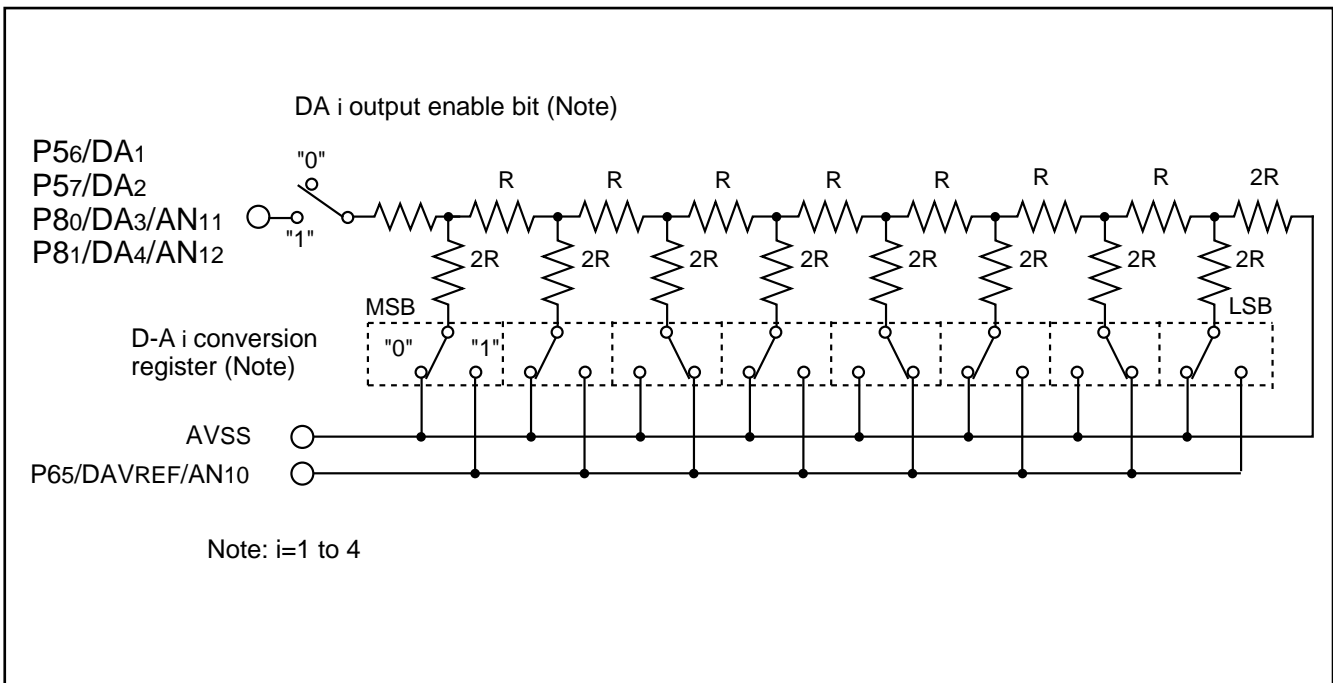 DA i output enable bit (Note)
P56/DA1
P57/DA2
P80/DA3/AN11
P81/DA4/AN12
"0"
"1"
R R R R R R R 2R
2R 2R 2R 2R 2R 2R 2R 2R
MSB LSB
D-A i conversion
register (Note)
"0" "1"
AVSS
P65/DAVREF/AN10
Note: i=1 to 4